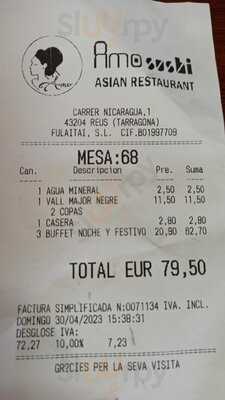 Amo sushi
ASIAN RESTAURANT
CARRER NICARAGUA,1
43204 REUS (TARRAGONA)
FULAITAI, S.L. CIF.B01997709
MESA:68
Can. Descripcion Pre. Suma
1 AGUA MINERAL 2,50 2,50
1 VALL MAJOR NEGRE 11,50 11,50
2 COPAS
1 CASERA 2,80 2,80
3 BUFFET NOCHE Y FESTIVO 20,90 62,70
TOTAL EUR 79,50
FACTURA SIMPLIFICADA N:0071134 IVA. INCL.
DOMINGO 30/04/2023 15:38:31
DESGLOSE IVA:
72,27 10,00% 7,23
GR?CIES PER LA SEVA VISITA